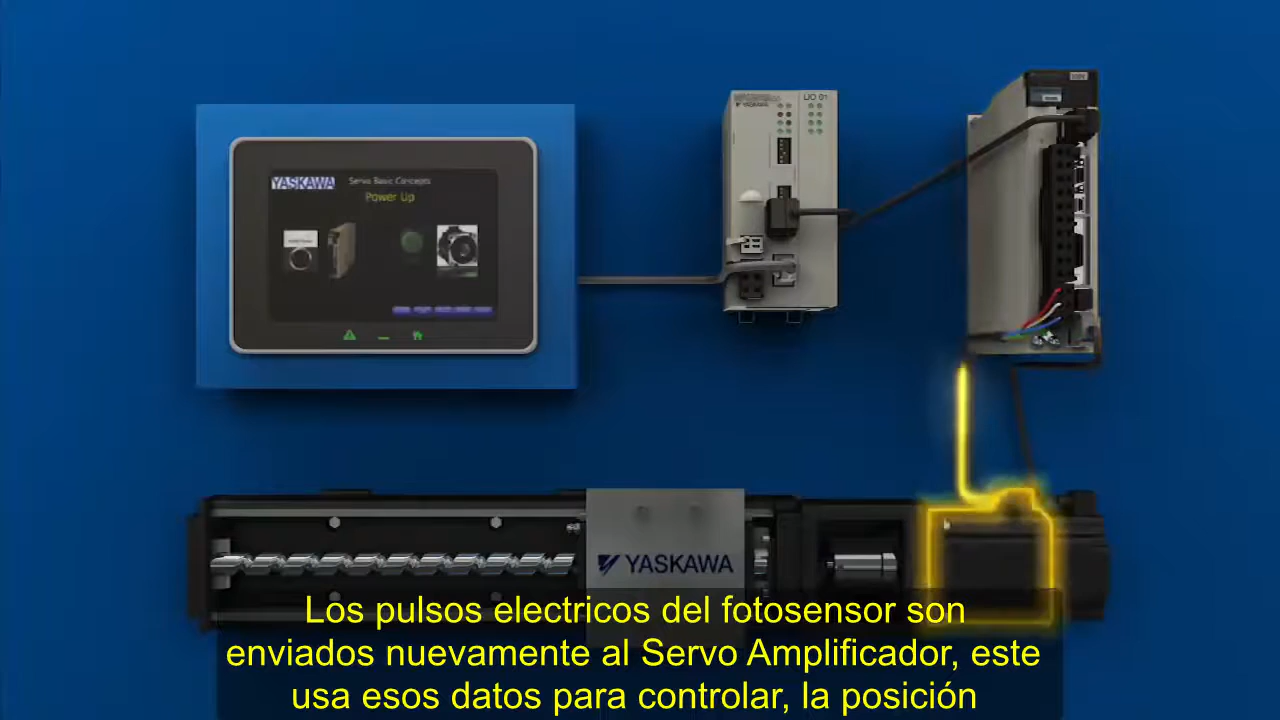 YASKAWA
Servo Basic Concepts
Power Up
YASKAWA
LIO 01
YASKAWA
Los pulsos electricos del fotosensor son
enviados nuevamente al Servo Amplificador, este
usa esos datos para controlar, la posición